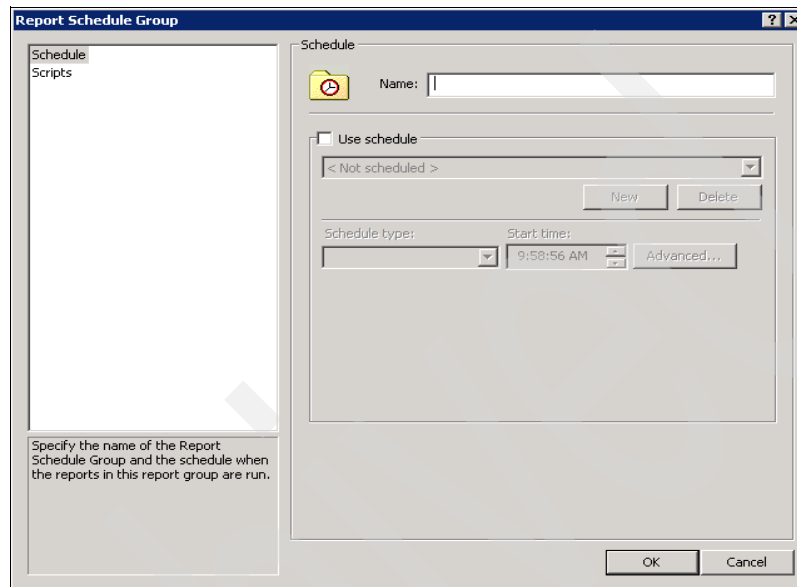 Report Schedule Group
Schedule
Scripts
Specify the name of the Report
Schedule Group and the schedule when
the reports in this report group are run.
Schedule
Name:
Use schedule
< Not scheduled >
New
Delete
Schedule type:
Start time:
9:58:56 AM
Advanced...
OK
Cancel